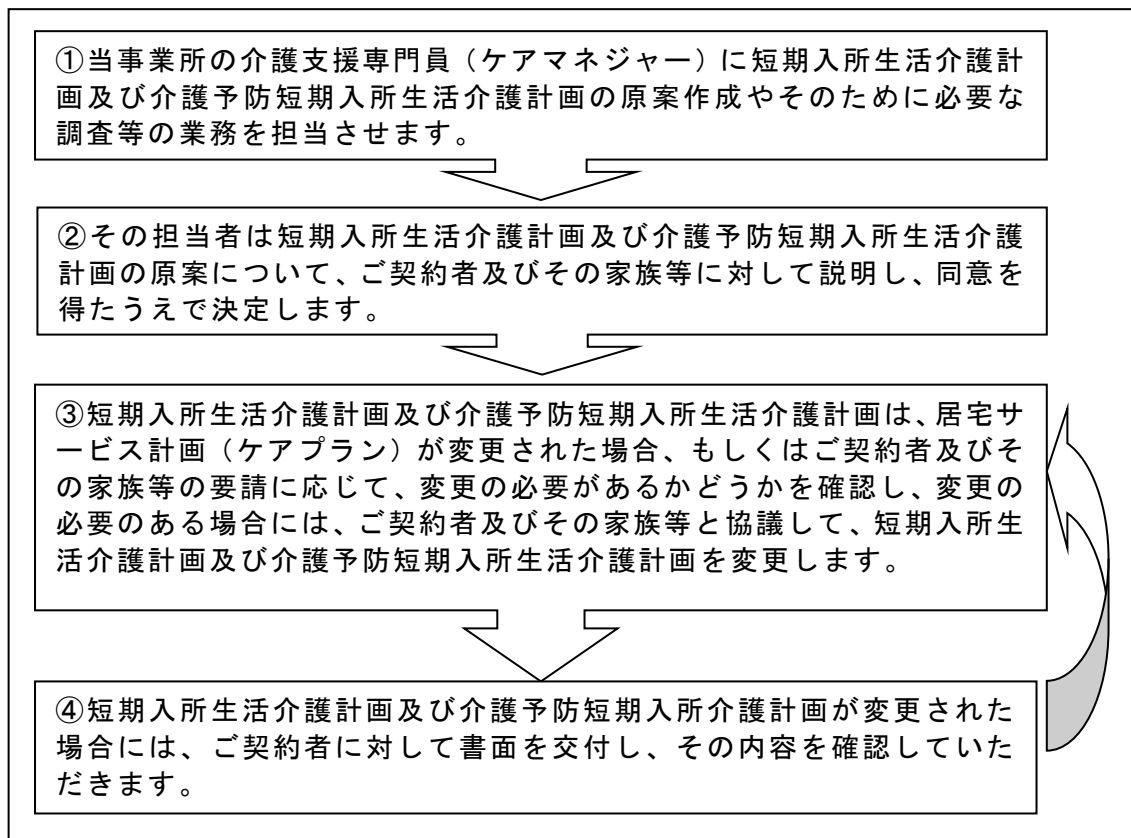 ①当事業所の介護支援専門員（ケアマネジャー）に短期入所生活介護計
画及び介護予防短期入所生活介護計画の原案作成やそのために必要な
調査等の業務を担当させます。
②その担当者は短期入所生活介護計画及び介護予防短期入所生活介護
計画の原案について、ご契約者及びその家族等に対して説明し、同意を
得たうえで決定します。
③短期入所生活介護計画及び介護予防短期入所生活介護計画は、居宅サ
ービス計画（ケアプラン）が変更された場合、もしくはご契約者及びそ
の家族等の要請に応じて、変更の必要があるかどうかを確認し、変更の
必要のある場合には、ご契約者及びその家族等と協議して、短期入所生
活介護計画及び介護予防短期入所生活介護計画を変更します。
④短期入所生活介護計画及び介護予防短期入所介護計画が変更された
場合には、ご契約者に対して書面を交付し、その内容を確認していた
だきます。